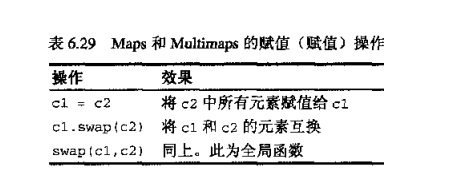 表 6.29 Maps 和 Multimaps 的赋值（赋值）操作
操作 效果
c1 = c2 将 c2 中所有元素赋值给 c1
c1.swap(c2) 将 c1 和 c2 的元素互换
swap(c1,c2) 同上。此为全局函数